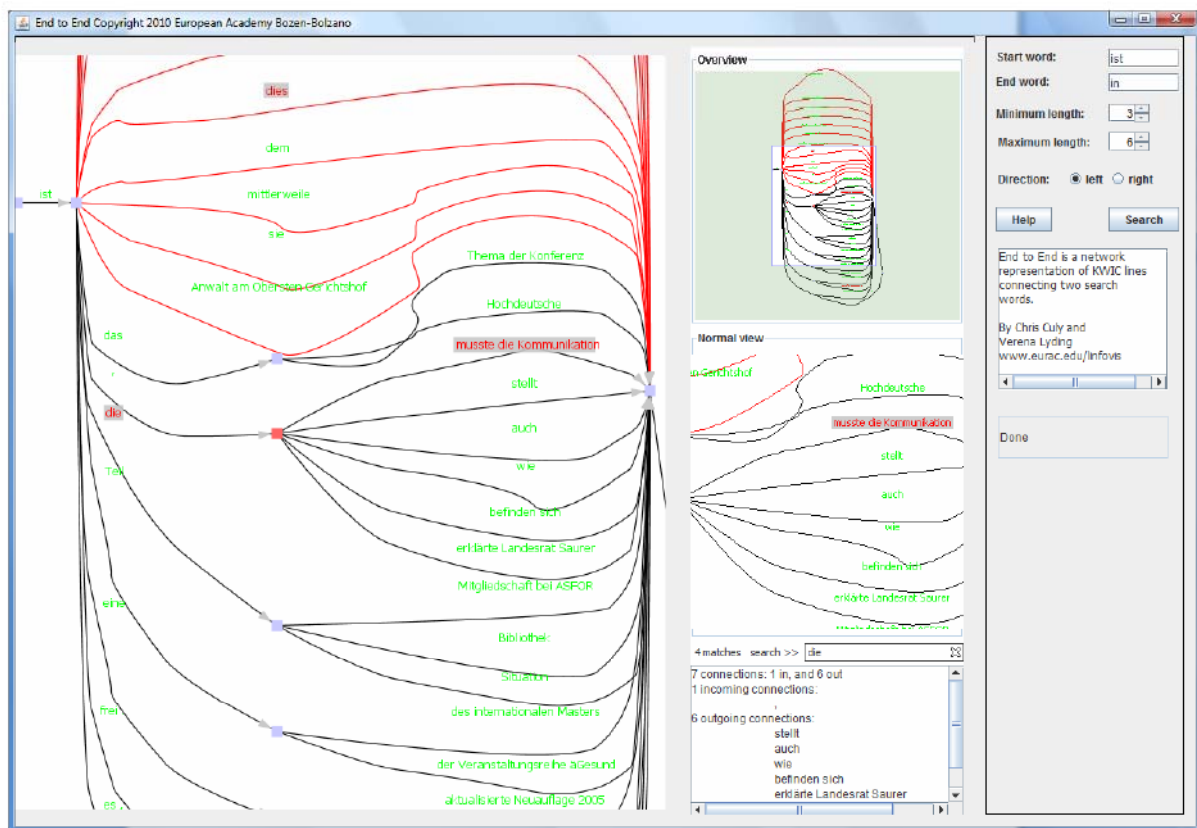 End to End Copyright 2010 European Academy Bozen-Bolzano
dies
dem
ist
mittlerweile
sie
Thema der Konferenz
Anwalt am Obersten Gerichtshof
Hochdeutsche
das
musste die Kommunikation
,
stellt
die
auch
wie
Teil
befinden sich
erklärte Landesrat Saurer
Mitgliedschaft bei ASFOR
eine
Bibliothek
Situation
frei
des internationalen Masters
der Veranstaltungsreihe âGesund
es
aktualisierte Neuauflage 2005
Overview
Normal view
en Gerichtshof
Hochdeutsche
musste die Kommunikation
stellt
auch
wie
befinden sich
erklärte Landesrat Saurer
Mitgliedschaft bei ASFOR
4 matches search >> die
7 connections: 1 in, and 6 out
1 incoming connections:
,
6 outgoing connections:
stellt
auch
wie
befinden sich
erklärte Landesrat Saurer
Start word: ist
End word: in
Minimum length: 3
Maximum length: 6
Direction: left right
Help Search
End to End is a network
representation of KWIC lines
connecting two search
words.
By Chris Culy and
Verena Lyding
www.eurac.edu/linfovis
Done